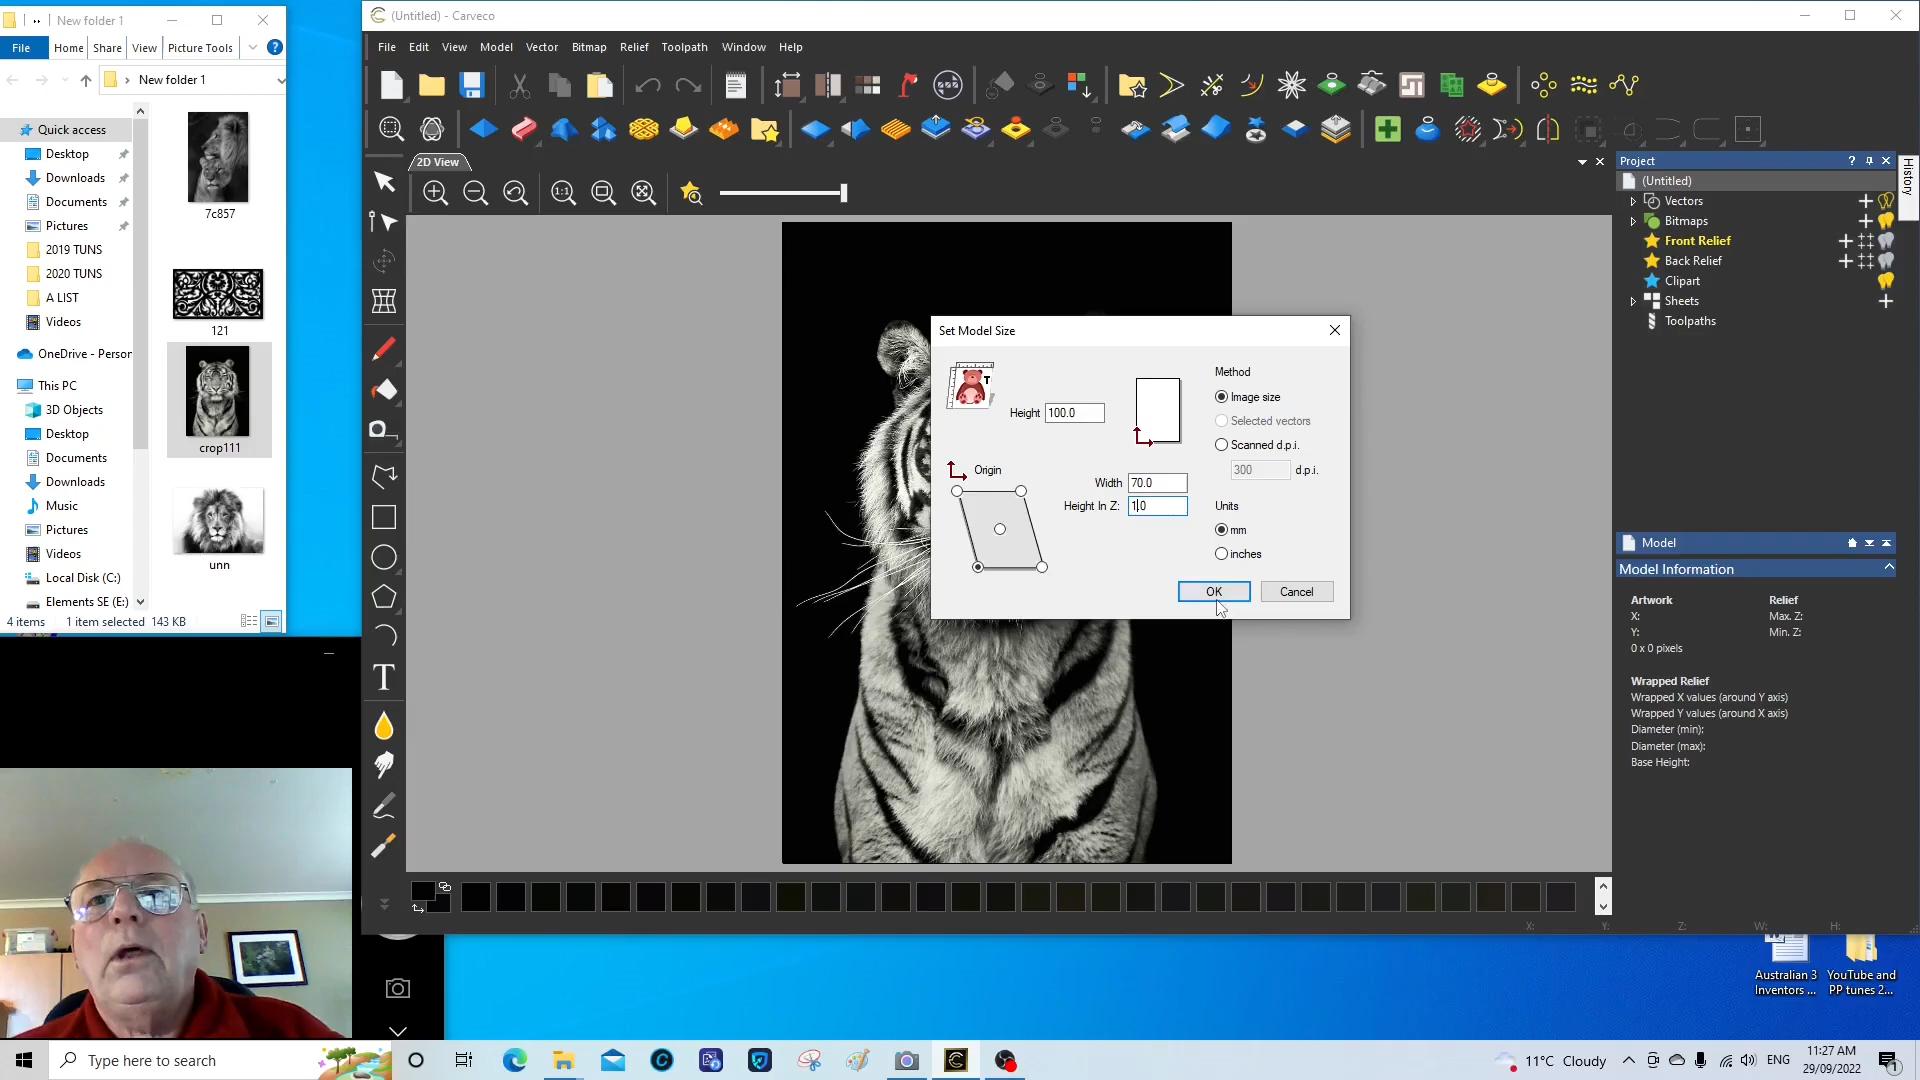 New folder 1
File
Home
Share
View
Picture Tools
New folder 1
Quick access
Desktop
Downloads
Documents
Pictures
2019 TUNS
2020 TUNS
A LIST
Videos
OneDrive - Person
This PC
3D Objects
Desktop
Documents
Downloads
Music
Pictures
Videos
Local Disk (C:)
Elements SE (E:)
7c857
121
crop111
unn
4 items
1 item selected 143 KB
(Untitled) - Carveco
File Edit View Model Vector Bitmap Relief Toolpath Window Help
2D View
1:1
Set Model Size
Height 100.0
Origin
Width 70.0
Height In Z: 1.0
Method
Image size
Selected vectors
Scanned d.p.i.
300 d.p.i.
Units
mm
inches
OK
Cancel
T
Project
History
(Untitled)
Vectors
Bitmaps
Front Relief
Back Relief
Clipart
Sheets
Toolpaths
Model
Model Information
Artwork
X:
Y:
0 x 0 pixels
Relief
Max. Z:
Min. Z:
Wrapped Relief
Wrapped X values (around Y axis)
Wrapped Y values (around X axis)
Diameter (min):
Diameter (max):
Base Height:
X: Y: Z: W: H:
Australian 3
Inventors ...
YouTube and
PP tunes 2...
Type here to search
11°C Cloudy
ENG
11:27 AM
29/09/2022
1